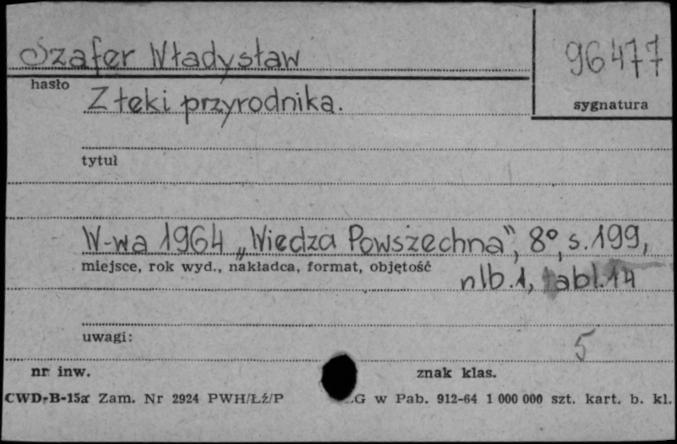 Szafer Władysław
96477
hasło
sygnatura
Z teki przyrodnika.
tytuł
W-wa 1964 „Wiedza Powszechna", 8°, s.199,
miejsce, rok wyd., nakładca, format, objętość
nlb.1, tabl.14
uwagi:
5
nr inw.
znak klas.
CWD-B-15a Zam. Nr 2924 PWH/Łź/P
G w Pab. 912-64 1 000 000 szt. kart. b. kl.